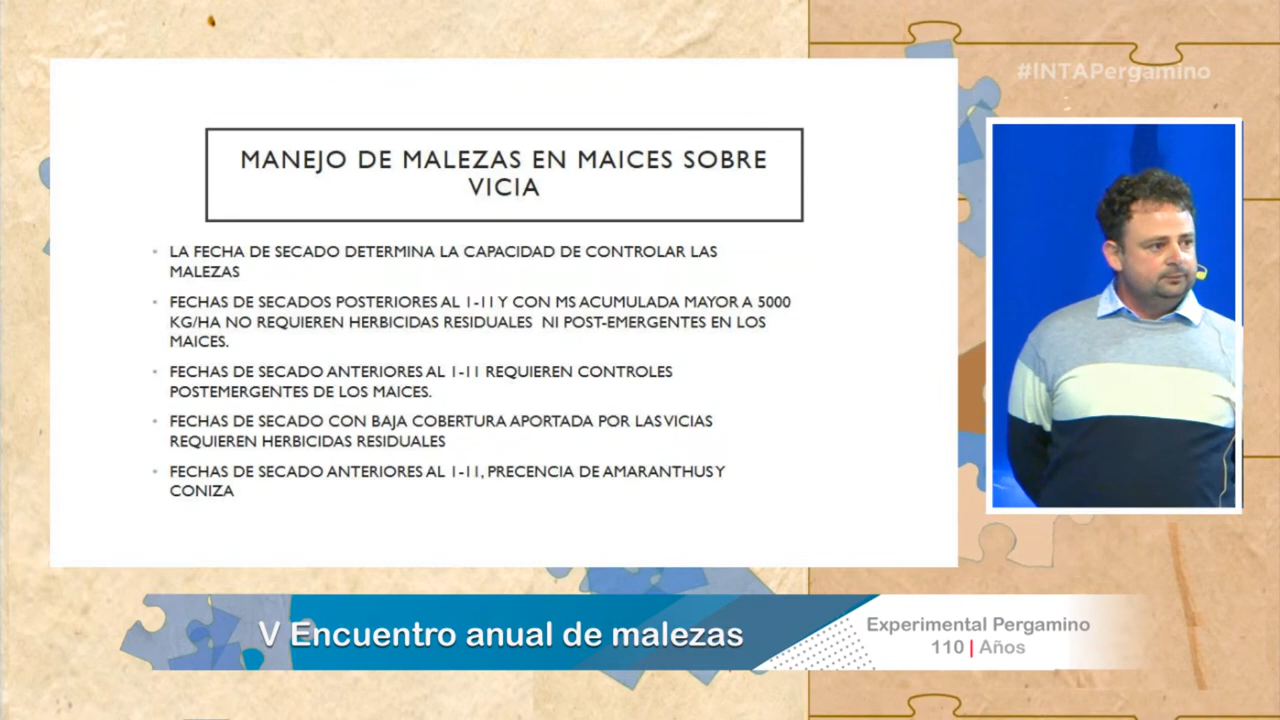 #INTAPergamino
MANEJO DE MALEZAS EN MAICES SOBRE
VICIA
• LA FECHA DE SECADO DETERMINA LA CAPACIDAD DE CONTROLAR LAS
MALEZAS
• FECHAS DE SECADOS POSTERIORES AL 1-11 Y CON MS ACUMULADA MAYOR A 5000
KG/HA NO REQUIEREN HERBICIDAS RESIDUALES NI POST-EMERGENTES EN LOS
MAICES.
• FECHAS DE SECADO ANTERIORES AL 1-11 REQUIEREN CONTROLES
POSTEMERGENTES DE LOS MAICES.
• FECHAS DE SECADO CON BAJA COBERTURA APORTADA POR LAS VICIAS
REQUIEREN HERBICIDAS RESIDUALES
• FECHAS DE SECADO ANTERIORES AL 1-11, PRECENCIA DE AMARANTHUS Y
CONIZA
V Encuentro anual de malezas
Experimental Pergamino
110 | Años